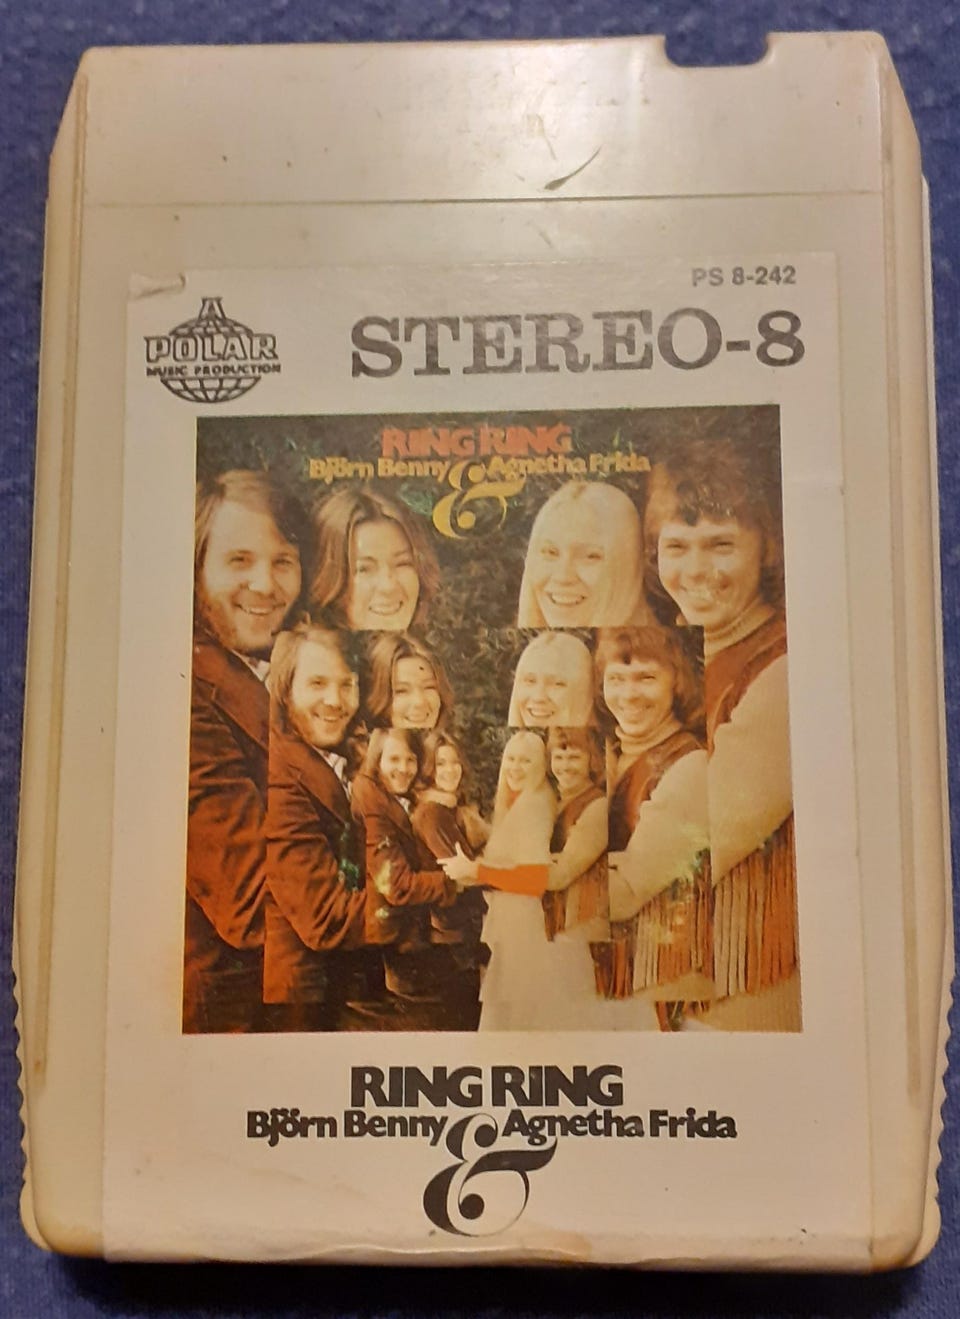 PS 8-242
A
POLAR
MUSIC PRODUCTION
STEREO-8
RING RING
Björn Benny & Agnetha Frida
RING RING
Björn Benny & Agnetha Frida